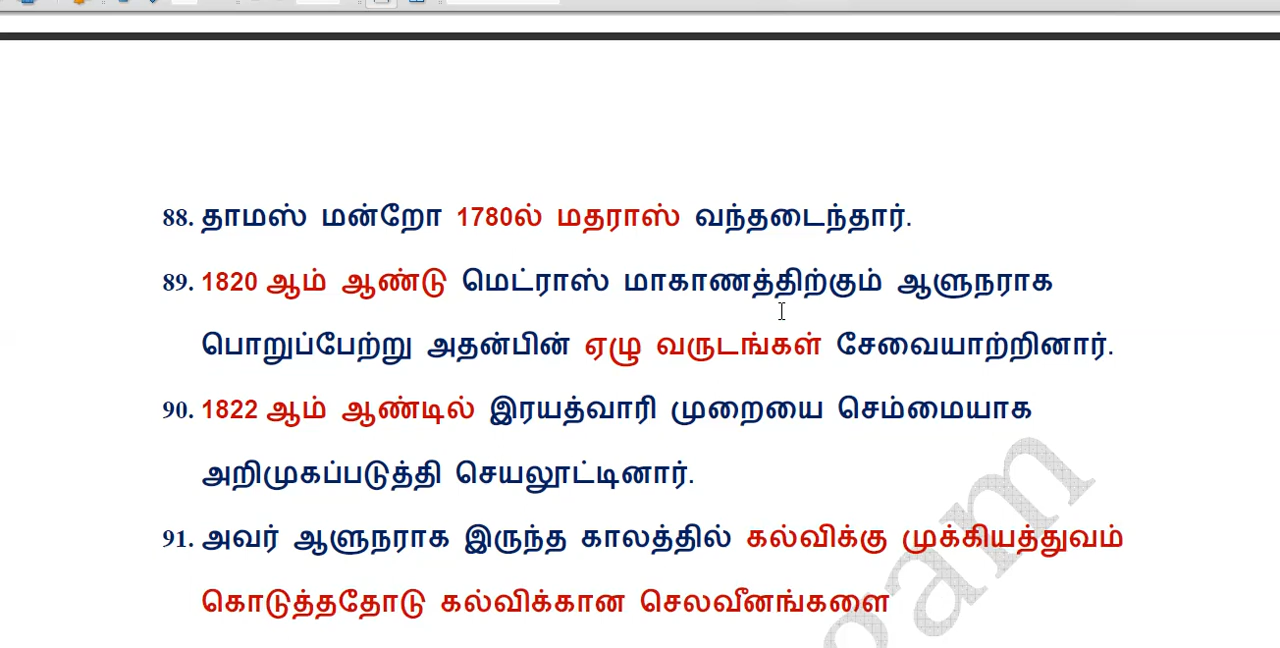 88. தாமஸ் மன்றோ 1780ல் மதராஸ் வந்தடைந்தார்.
89. 1820 ஆம் ஆண்டு மெட்ராஸ் மாகாணத்திற்கும் ஆளுநராக
பொறுப்பேற்று அதன்பின் ஏழு வருடங்கள் சேவையாற்றினார்.
90. 1822 ஆம் ஆண்டில் இரயத்வாரி முறையை செம்மையாக
அறிமுகப்படுத்தி செயலூட்டினார்.
91. அவர் ஆளுநராக இருந்த காலத்தில் கல்விக்கு முக்கியத்துவம்
கொடுத்ததோடு கல்விக்கான செலவீனங்களை